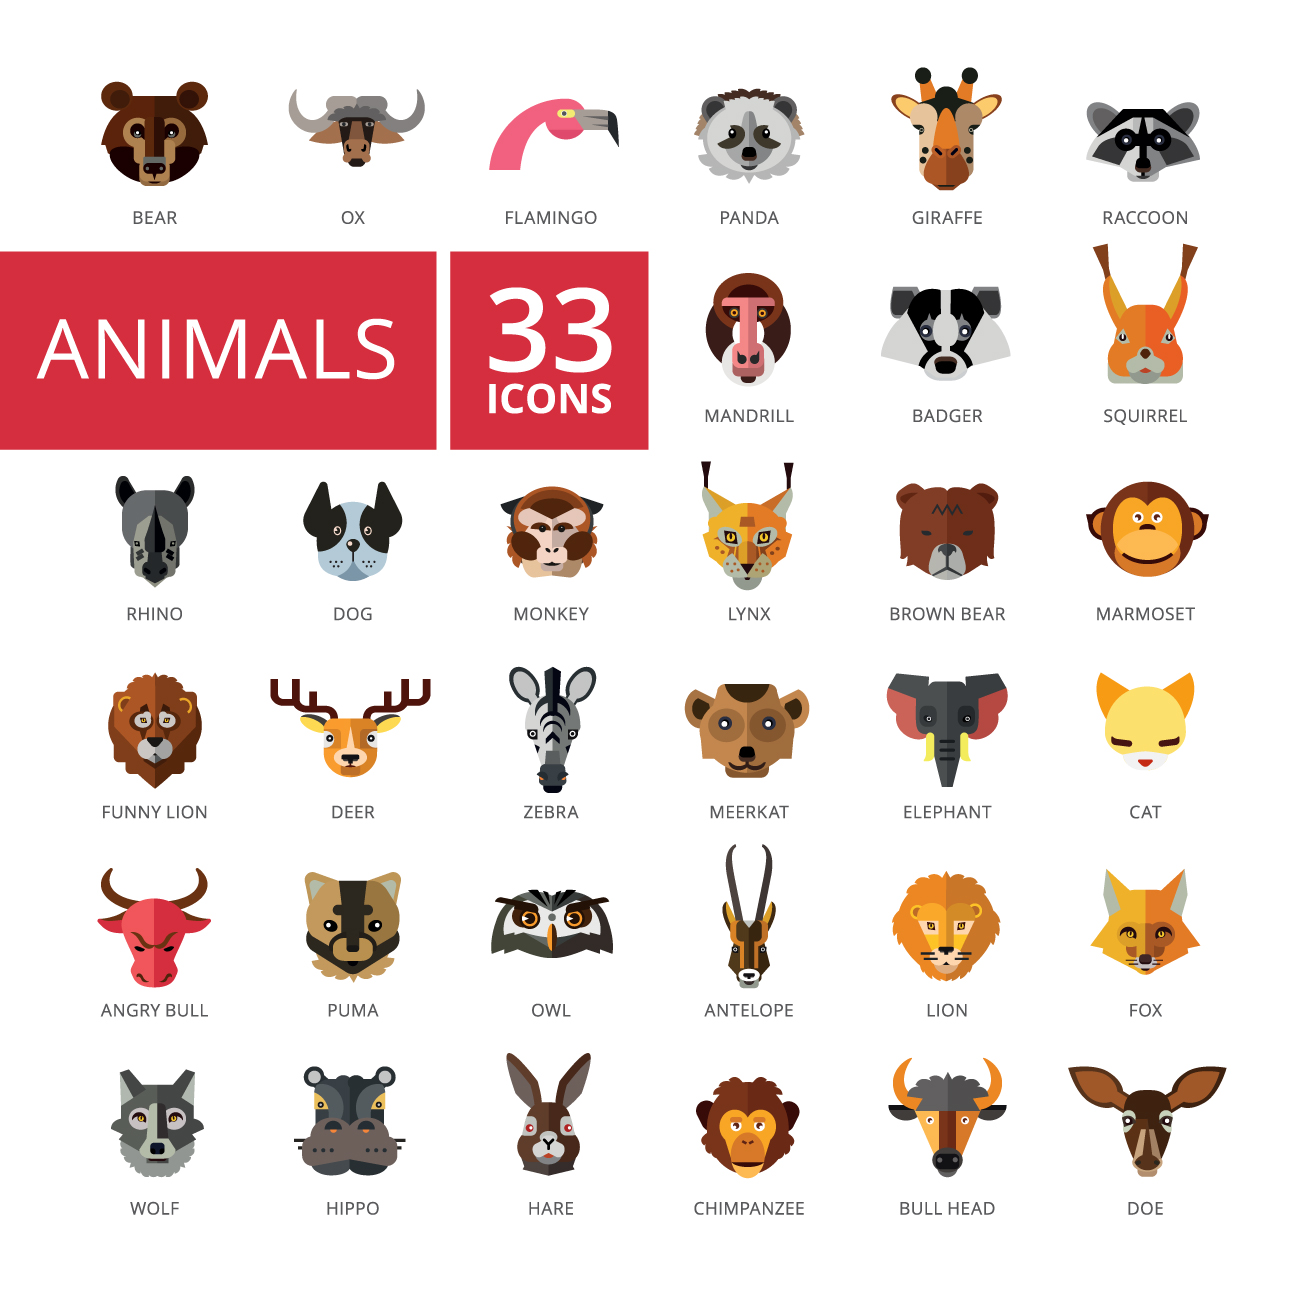 BEAR
OX
FLAMINGO
PANDA
GIRAFFE
RACCOON
ANIMALS
33
ICONS
MANDRILL
BADGER
SQUIRREL
RHINO
DOG
MONKEY
LYNX
BROWN BEAR
MARMOSET
FUNNY LION
DEER
ZEBRA
MEERKAT
ELEPHANT
CAT
ANGRY BULL
PUMA
OWL
ANTELOPE
LION
FOX
WOLF
HIPPO
HARE
CHIMPANZEE
BULL HEAD
DOE